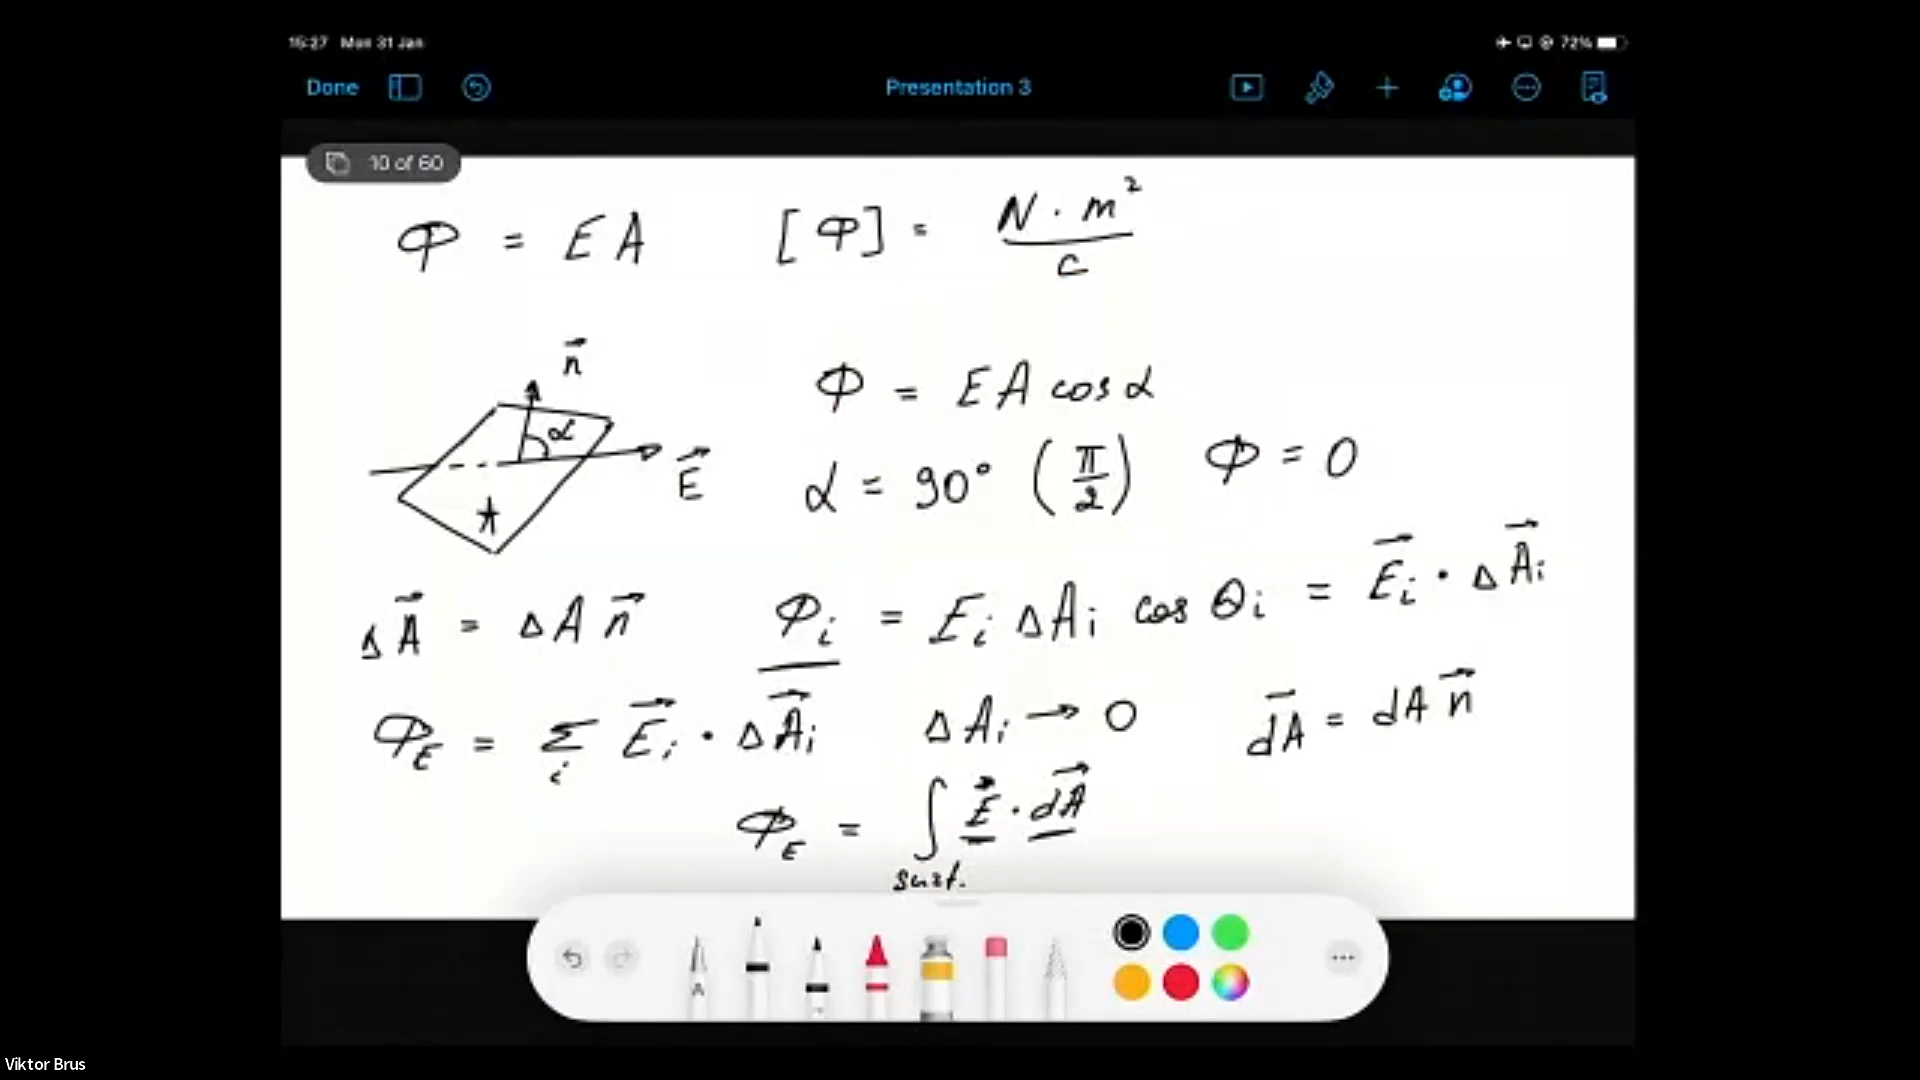 15:27 Mon 31 Jan 72%
Done Presentation 3
10 of 60
Φ = EA [Φ] = N · m² / C
n⃗
α
E⃗
A
Φ = EA cos α
α = 90° (π/2) Φ = 0
ΔA⃗ = ΔA n⃗ Φᵢ = Eᵢ ΔAᵢ cos Θᵢ = E⃗ᵢ · ΔA⃗ᵢ
Φ_E = Σᵢ E⃗ᵢ · ΔA⃗ᵢ ΔAᵢ → 0 dA⃗ = dA n⃗
Φ_E = ∫ E⃗ · dA⃗
surf.
Viktor Brus